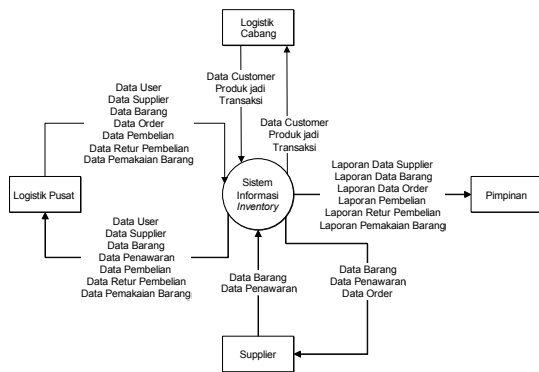 Logistik
Cabang
Data Customer
Produk jadi
Transaksi
Data Customer
Produk jadi
Transaksi
Data User
Data Supplier
Data Barang
Data Order
Data Pembelian
Data Retur Pembelian
Data Pemakaian Barang
Logistik Pusat
Sistem
Informasi
Inventory
Laporan Data Supplier
Laporan Data Barang
Laporan Data Order
Laporan Pembelian
Laporan Retur Pembelian
Laporan Pemakaian Barang
Pimpinan
Data User
Data Supplier
Data Barang
Data Penawaran
Data Pembelian
Data Retur Pembelian
Data Pemakaian Barang
Data Barang
Data Penawaran
Data Barang
Data Penawaran
Data Order
Supplier